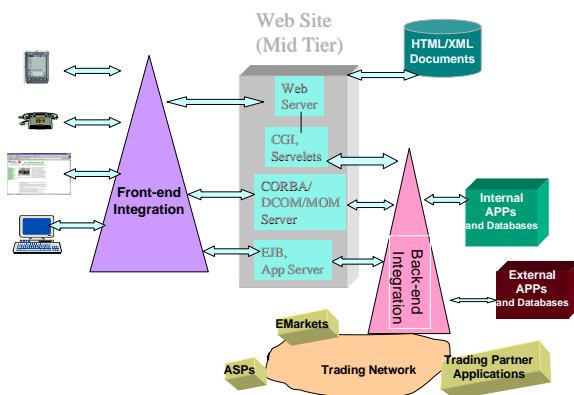 Web Site
(Mid Tier)
HTML/XML
Documents
Web
Server
CGI,
Servelets
Front-end
Integration
CORBA/
DCOM/MOM
Server
Internal
APPs
and Databases
EJB,
App Server
Back-end
Integration
External
APPs
and Databases
EMarkets
ASPs
Trading Network
Trading Partner
Applications